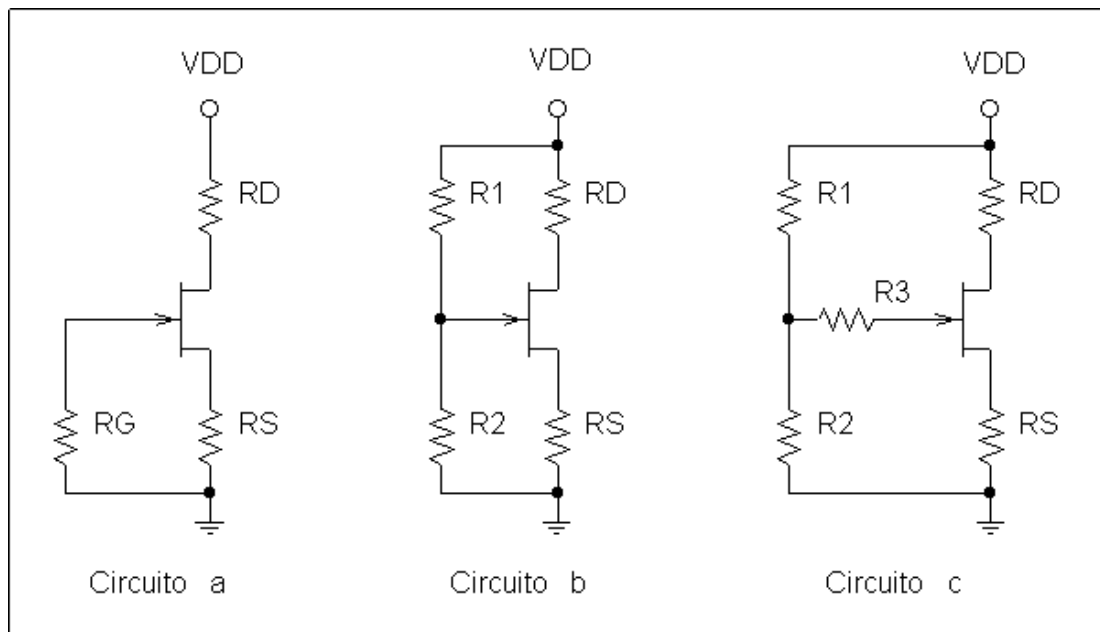 VDD
RD
RG
RS
Circuito a
VDD
R1
RD
R2
RS
Circuito b
VDD
R1
RD
R3
R2
RS
Circuito c